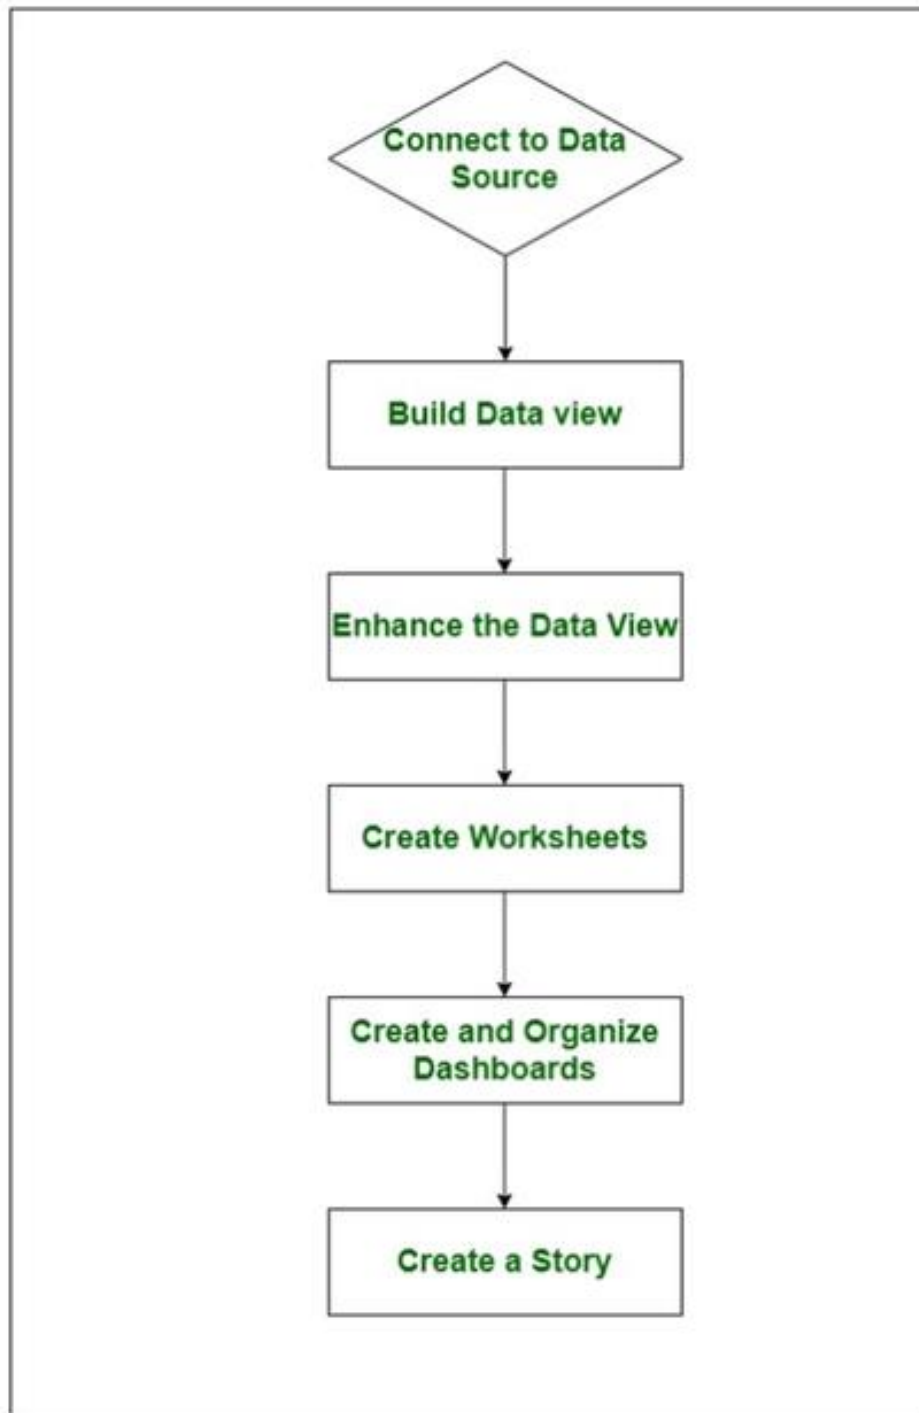 Connect to Data
Source
Build Data view
Enhance the Data View
Create Worksheets
Create and Organize
Dashboards
Create a Story